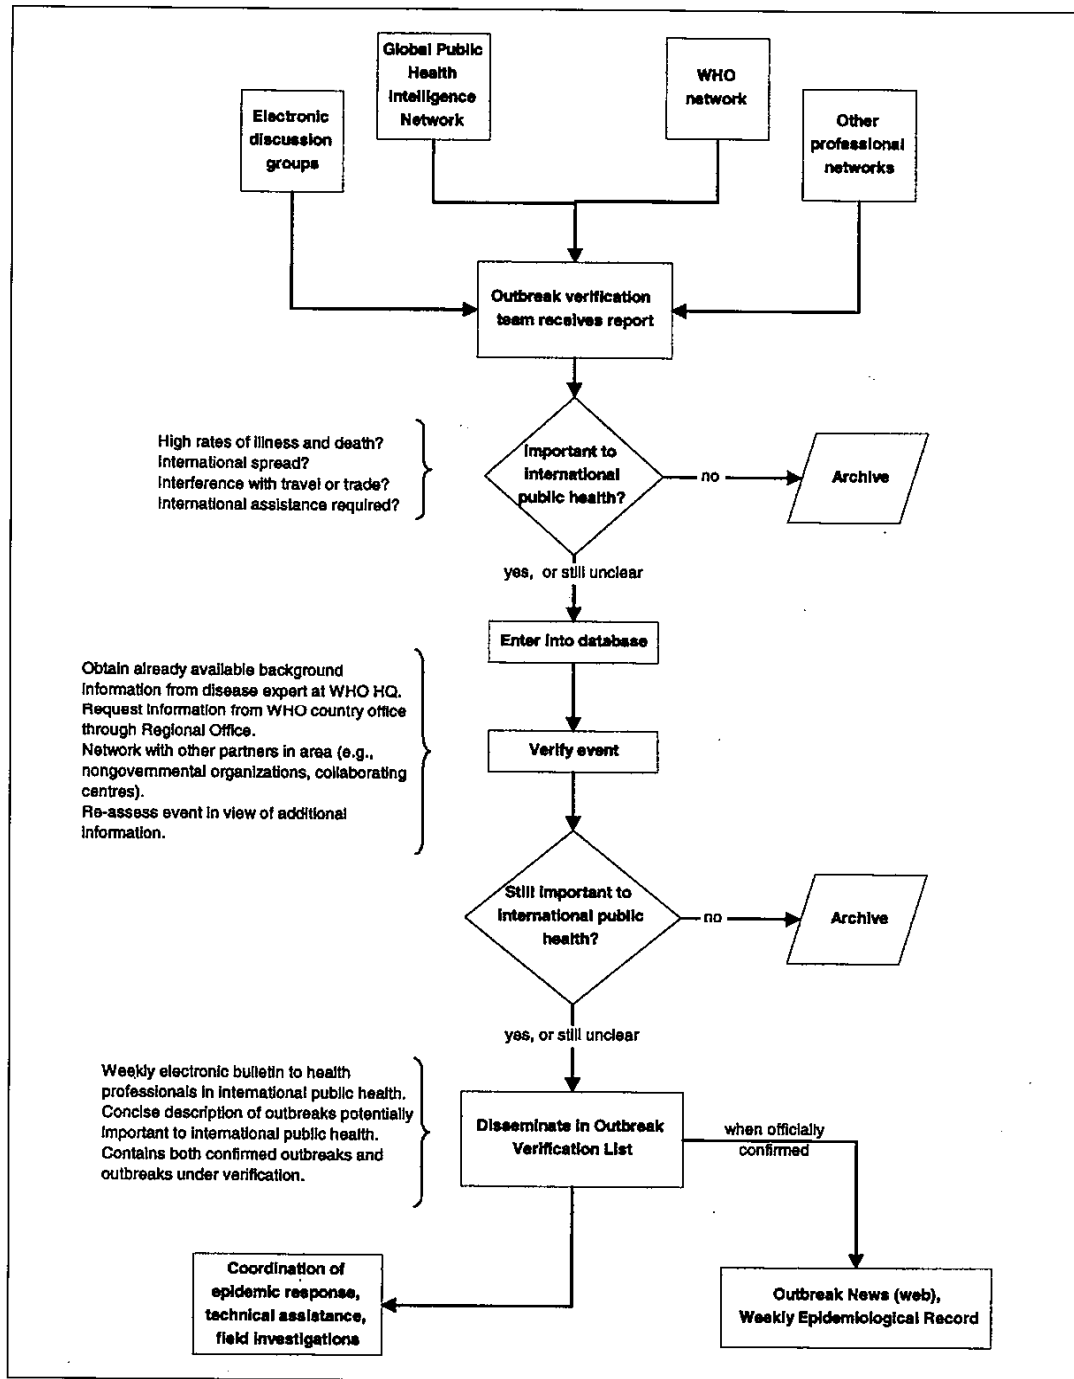 Global Public
Health
Intelligence
Network
WHO
network
Electronic
discussion
groups
Other
professional
networks
Outbreak verification
team receives report
High rates of illness and death?
International spread?
Interference with travel or trade?
International assistance required?
Important to
international
public health?
no
Archive
yes, or still unclear
Enter into database
Obtain already available background
information from disease expert at WHO HQ.
Request information from WHO country office
through Regional Office.
Network with other partners in area (e.g.,
nongovernmental organizations, collaborating
centres).
Re-assess event in view of additional
information.
Verify event
Still important to
international public
health?
no
Archive
yes, or still unclear
Weekly electronic bulletin to health
professionals in international public health.
Concise description of outbreaks potentially
important to international public health.
Contains both confirmed outbreaks and
outbreaks under verification.
Disseminate in Outbreak
Verification List
when officially
confirmed
Coordination of
epidemic response,
technical assistance,
field investigations
Outbreak News (web),
Weekly Epidemiological Record